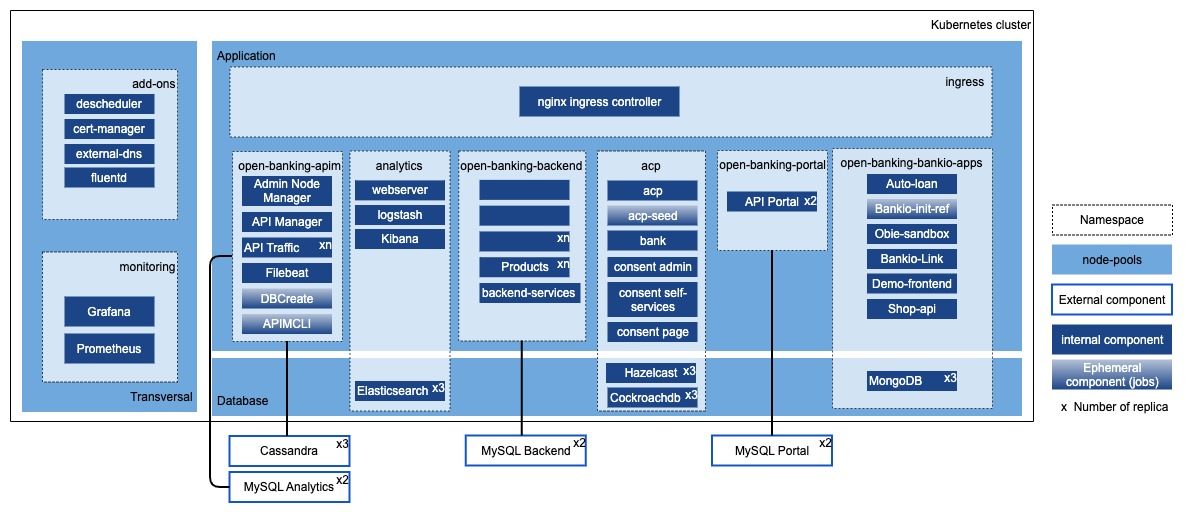 Kubernetes cluster
add-ons
descheduler
cert-manager
external-dns
fluentd
monitoring
Grafana
Prometheus
Transversal
Application
ingress
nginx ingress controller
open-banking-apim
Admin Node
Manager
API Manager
API Traffic xn
Filebeat
DBCreate
APIMCLI
analytics
webserver
logstash
Kibana
Elasticsearch x3
open-banking-backend
xn
Products xn
backend-services
acp
acp
acp-seed
bank
consent admin
consent self-
services
consent page
Hazelcast x3
Cockroachdb x3
open-banking-portal
API Portal x2
open-banking-bankio-apps
Auto-loan
Bankio-init-ref
Obie-sandbox
Bankio-Link
Demo-frontend
Shop-api
MongoDB x3
Database
Cassandra x3
MySQL Analytics x2
MySQL Backend x2
MySQL Portal x2
Namespace
node-pools
External component
internal component
Ephemeral
component (jobs)
x Number of replica